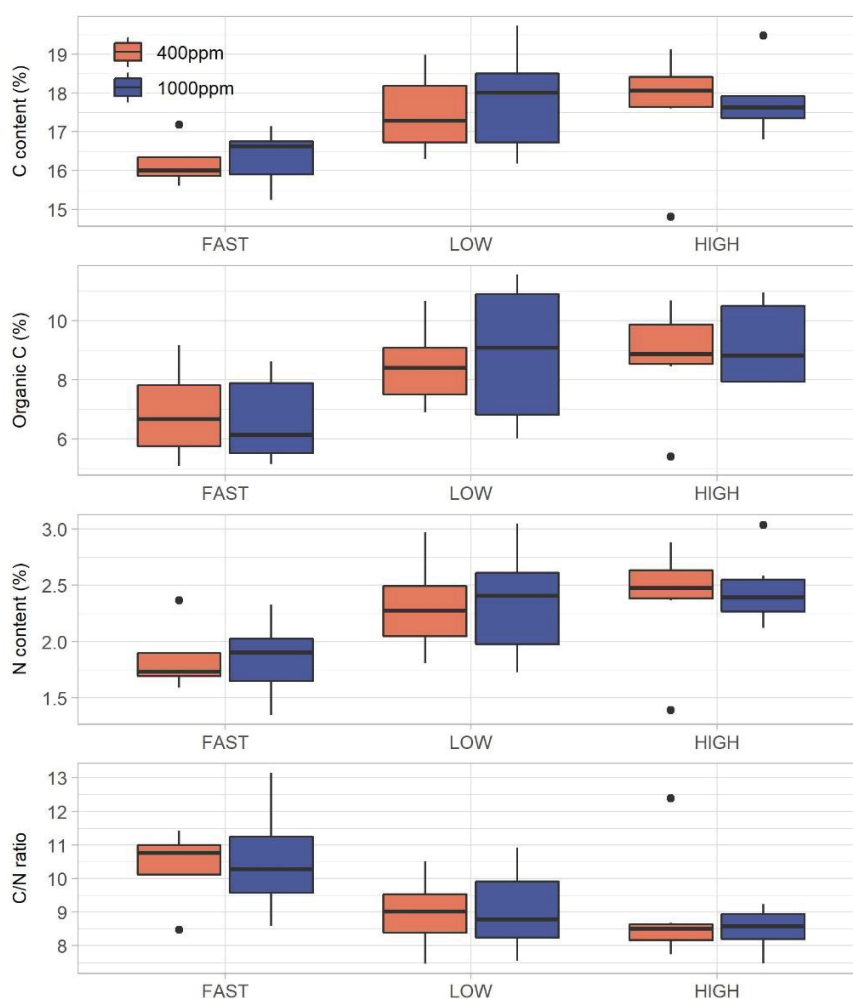 C content (%)
19
18
17
16
15
400ppm
1000ppm
FAST
LOW
HIGH
Organic C (%)
10
8
6
FAST
LOW
HIGH
N content (%)
3.0
2.5
2.0
1.5
FAST
LOW
HIGH
C/N ratio
13
12
11
10
9
8
FAST
LOW
HIGH